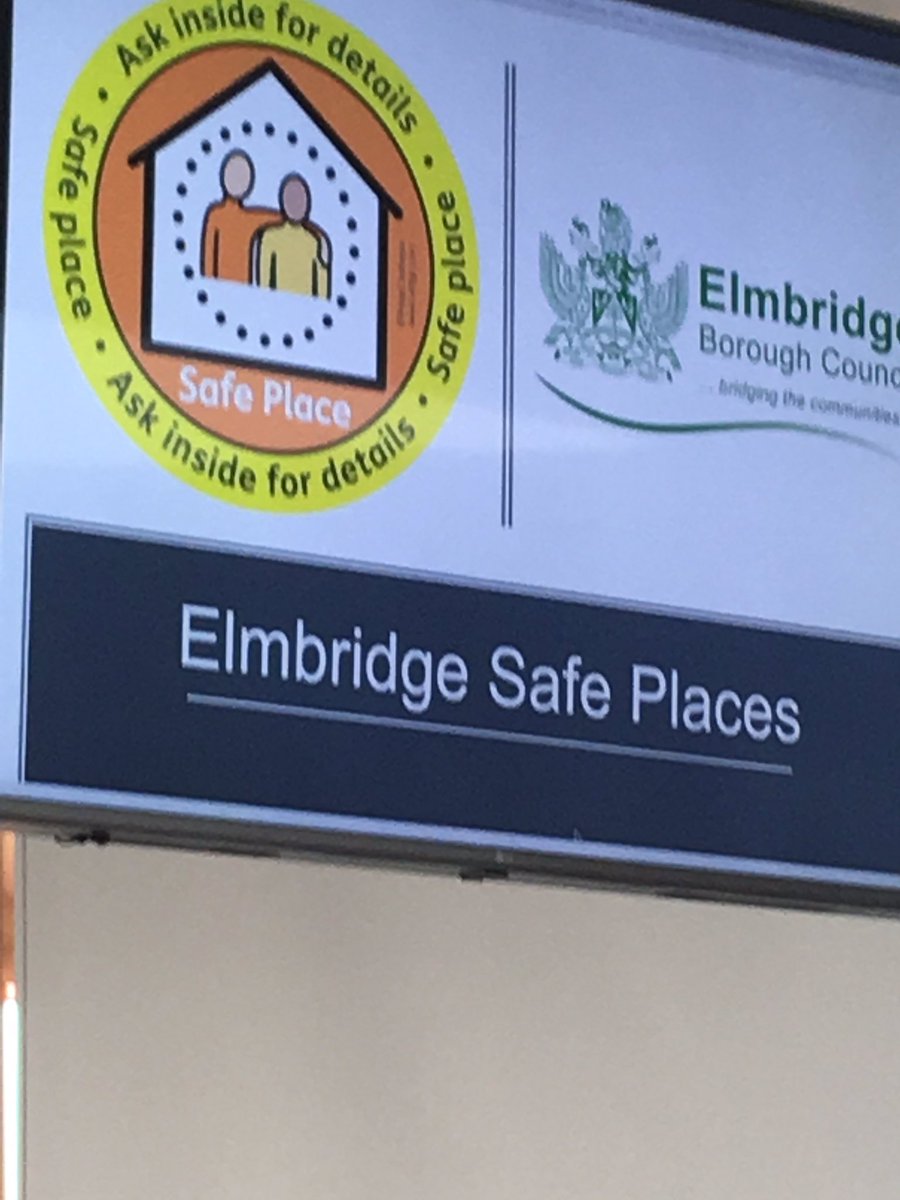 Ask inside for details • Safe place • Ask inside for details • Safe place •
Safe Place
Elmbridge
Borough Counc
... bridging the communities
Elmbridge Safe Places